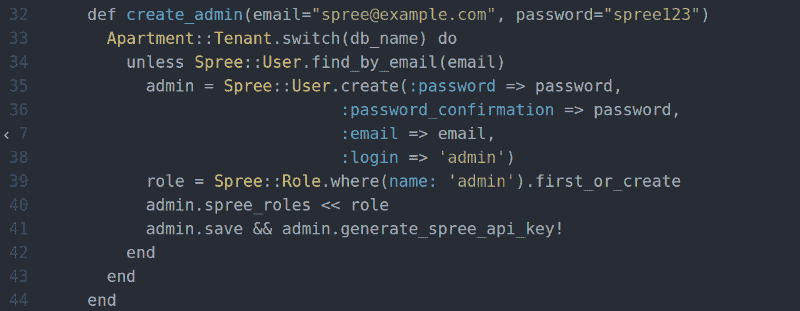 32 def create_admin(email="spree@example.com", password="spree123")
33 Apartment::Tenant.switch(db_name) do
34 unless Spree::User.find_by_email(email)
35 admin = Spree::User.create(:password => password,
36 :password_confirmation => password,
‹ 7 :email => email,
38 :login => 'admin')
39 role = Spree::Role.where(name: 'admin').first_or_create
40 admin.spree_roles << role
41 admin.save && admin.generate_spree_api_key!
42 end
43 end
44 end